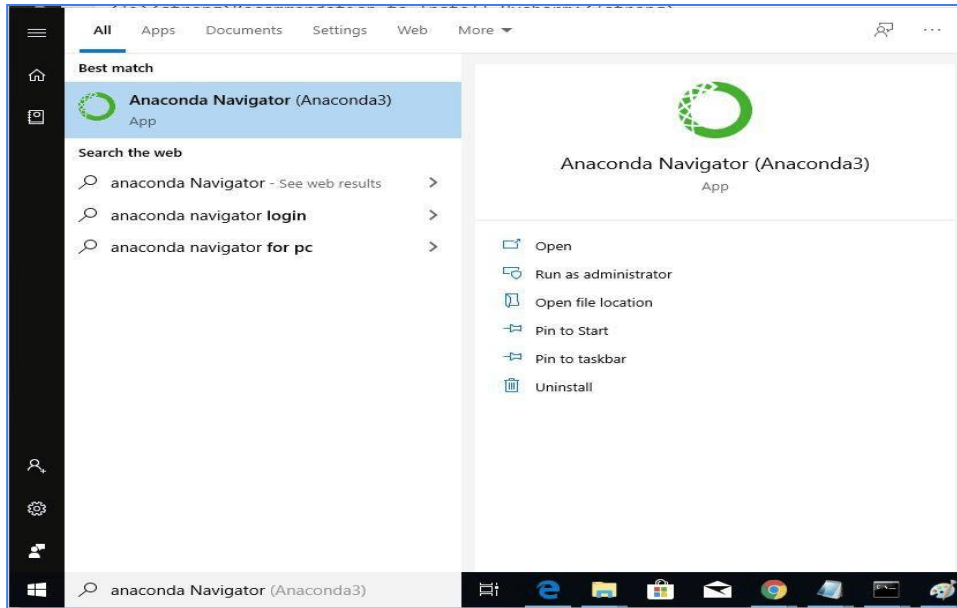 All Apps Documents Settings Web More
Best match
Anaconda Navigator (Anaconda3)
App
Search the web
anaconda Navigator - See web results
anaconda navigator login
anaconda navigator for pc
Anaconda Navigator (Anaconda3)
App
Open
Run as administrator
Open file location
Pin to Start
Pin to taskbar
Uninstall
anaconda Navigator (Anaconda3)